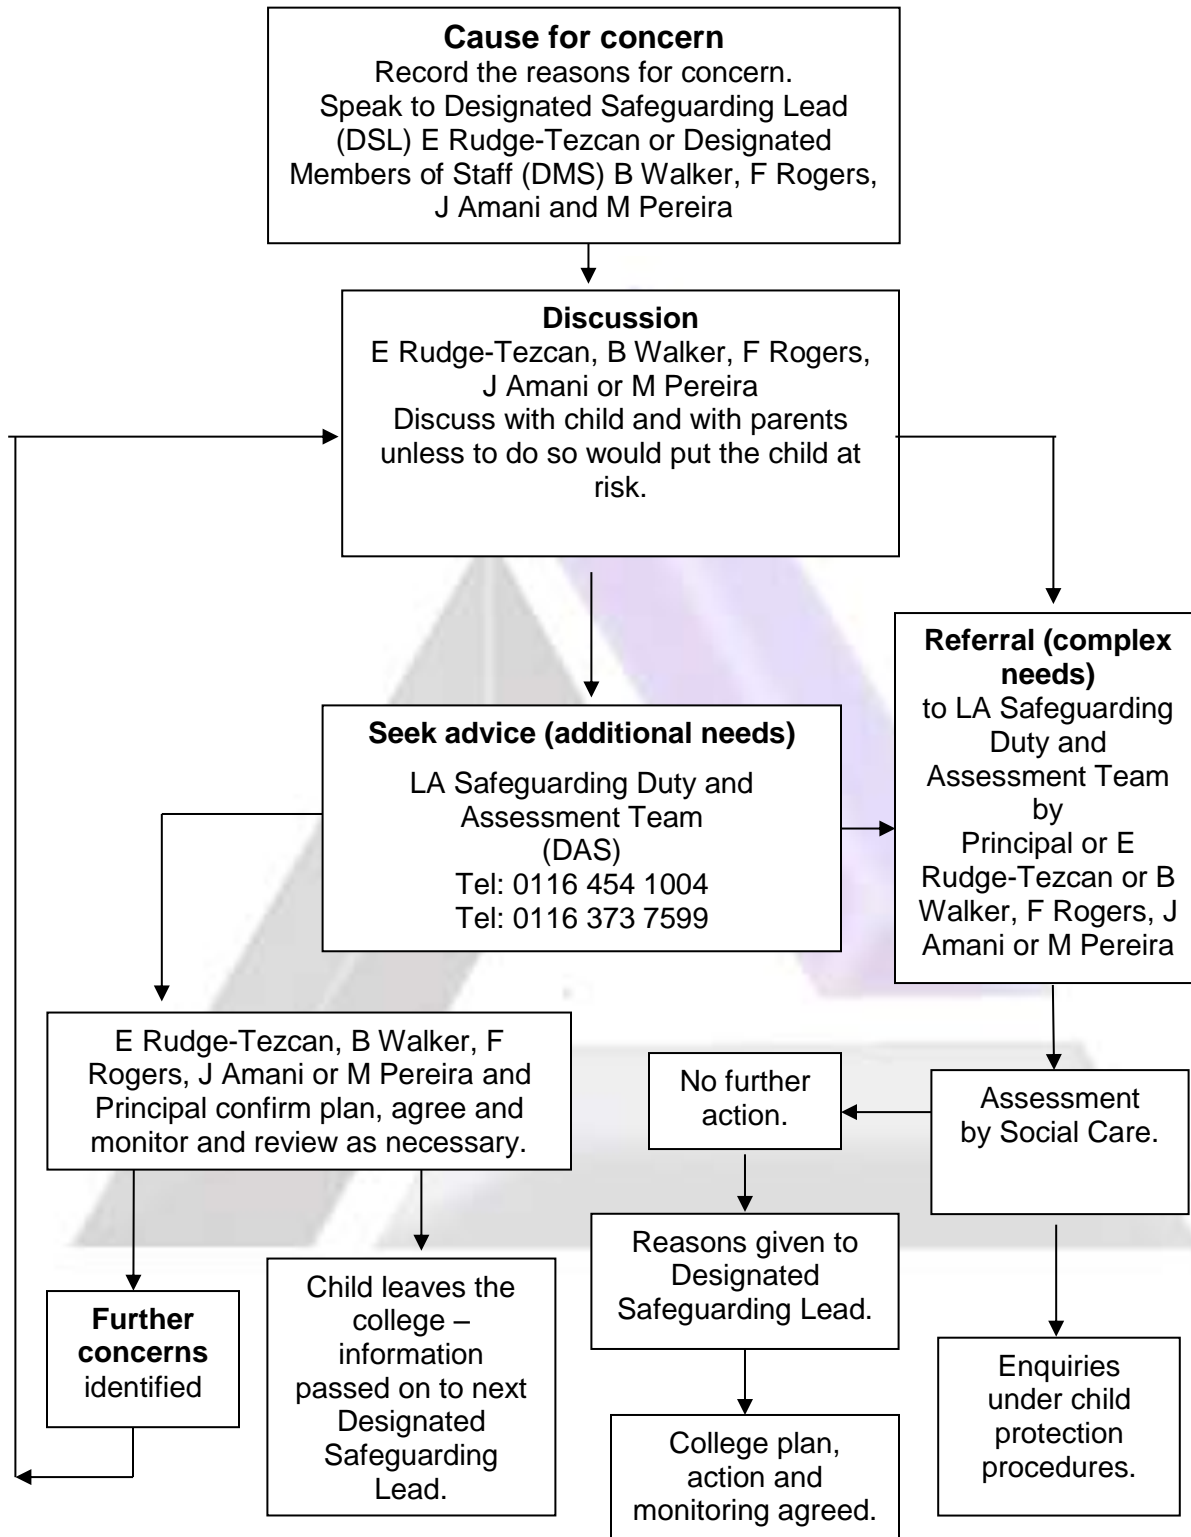 Cause for concern
Record the reasons for concern.
Speak to Designated Safeguarding Lead
(DSL) E Rudge-Tezcan or Designated
Members of Staff (DMS) B Walker, F Rogers,
J Amani and M Pereira
Discussion
E Rudge-Tezcan, B Walker, F Rogers,
J Amani or M Pereira
Discuss with child and with parents
unless to do so would put the child at
risk.
Referral (complex
needs)
to LA Safeguarding
Duty and
Assessment Team
by
Principal or E
Rudge-Tezcan or B
Walker, F Rogers, J
Amani or M Pereira
Seek advice (additional needs)
LA Safeguarding Duty and
Assessment Team
(DAS)
Tel: 0116 454 1004
Tel: 0116 373 7599
E Rudge-Tezcan, B Walker, F
Rogers, J Amani or M Pereira and
Principal confirm plan, agree and
monitor and review as necessary.
No further
action.
Assessment
by Social Care.
Further
concerns
identified
Child leaves the
college –
information
passed on to next
Designated
Safeguarding
Lead.
Reasons given to
Designated
Safeguarding Lead.
College plan,
action and
monitoring agreed.
Enquiries
under child
protection
procedures.